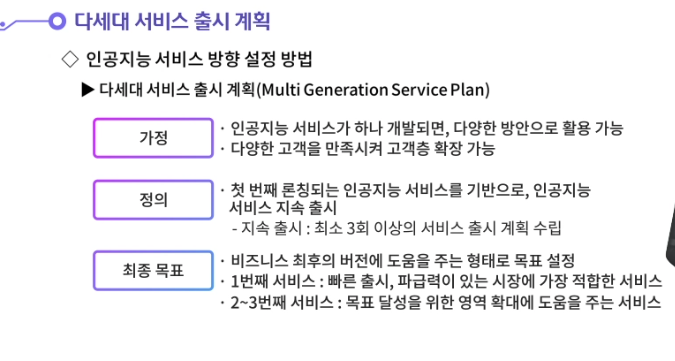 다세대 서비스 출시 계획
◇ 인공지능 서비스 방향 설정 방법
▶ 다세대 서비스 출시 계획(Multi Generation Service Plan)
가정
· 인공지능 서비스가 하나 개발되면, 다양한 방안으로 활용 가능
· 다양한 고객을 만족시켜 고객층 확장 가능
정의
· 첫 번째 론칭되는 인공지능 서비스를 기반으로, 인공지능
서비스 지속 출시
- 지속 출시 : 최소 3회 이상의 서비스 출시 계획 수립
최종 목표
· 비즈니스 최후의 버전에 도움을 주는 형태로 목표 설정
· 1번째 서비스 : 빠른 출시, 파급력이 있는 시장에 가장 적합한 서비스
· 2~3번째 서비스 : 목표 달성을 위한 영역 확대에 도움을 주는 서비스